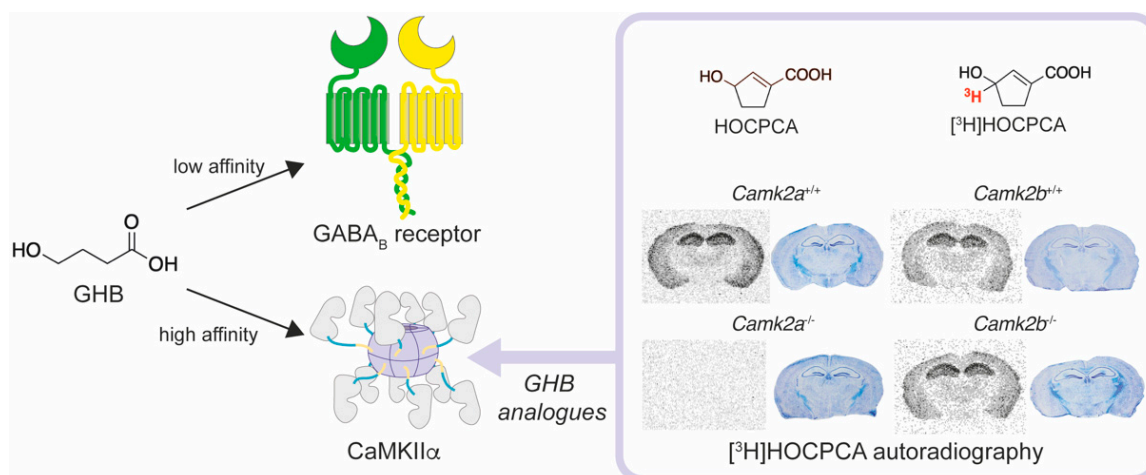 O
HO
OH
GHB
low affinity
high affinity
GABA_B receptor
CaMKIIα
GHB
analogues
HO
COOH
HOCPCA
HO
³H
COOH
[³H]HOCPCA
Camk2a⁺/⁺
Camk2b⁺/⁺
Camk2a⁻/⁻
Camk2b⁻/⁻
[³H]HOCPCA autoradiography